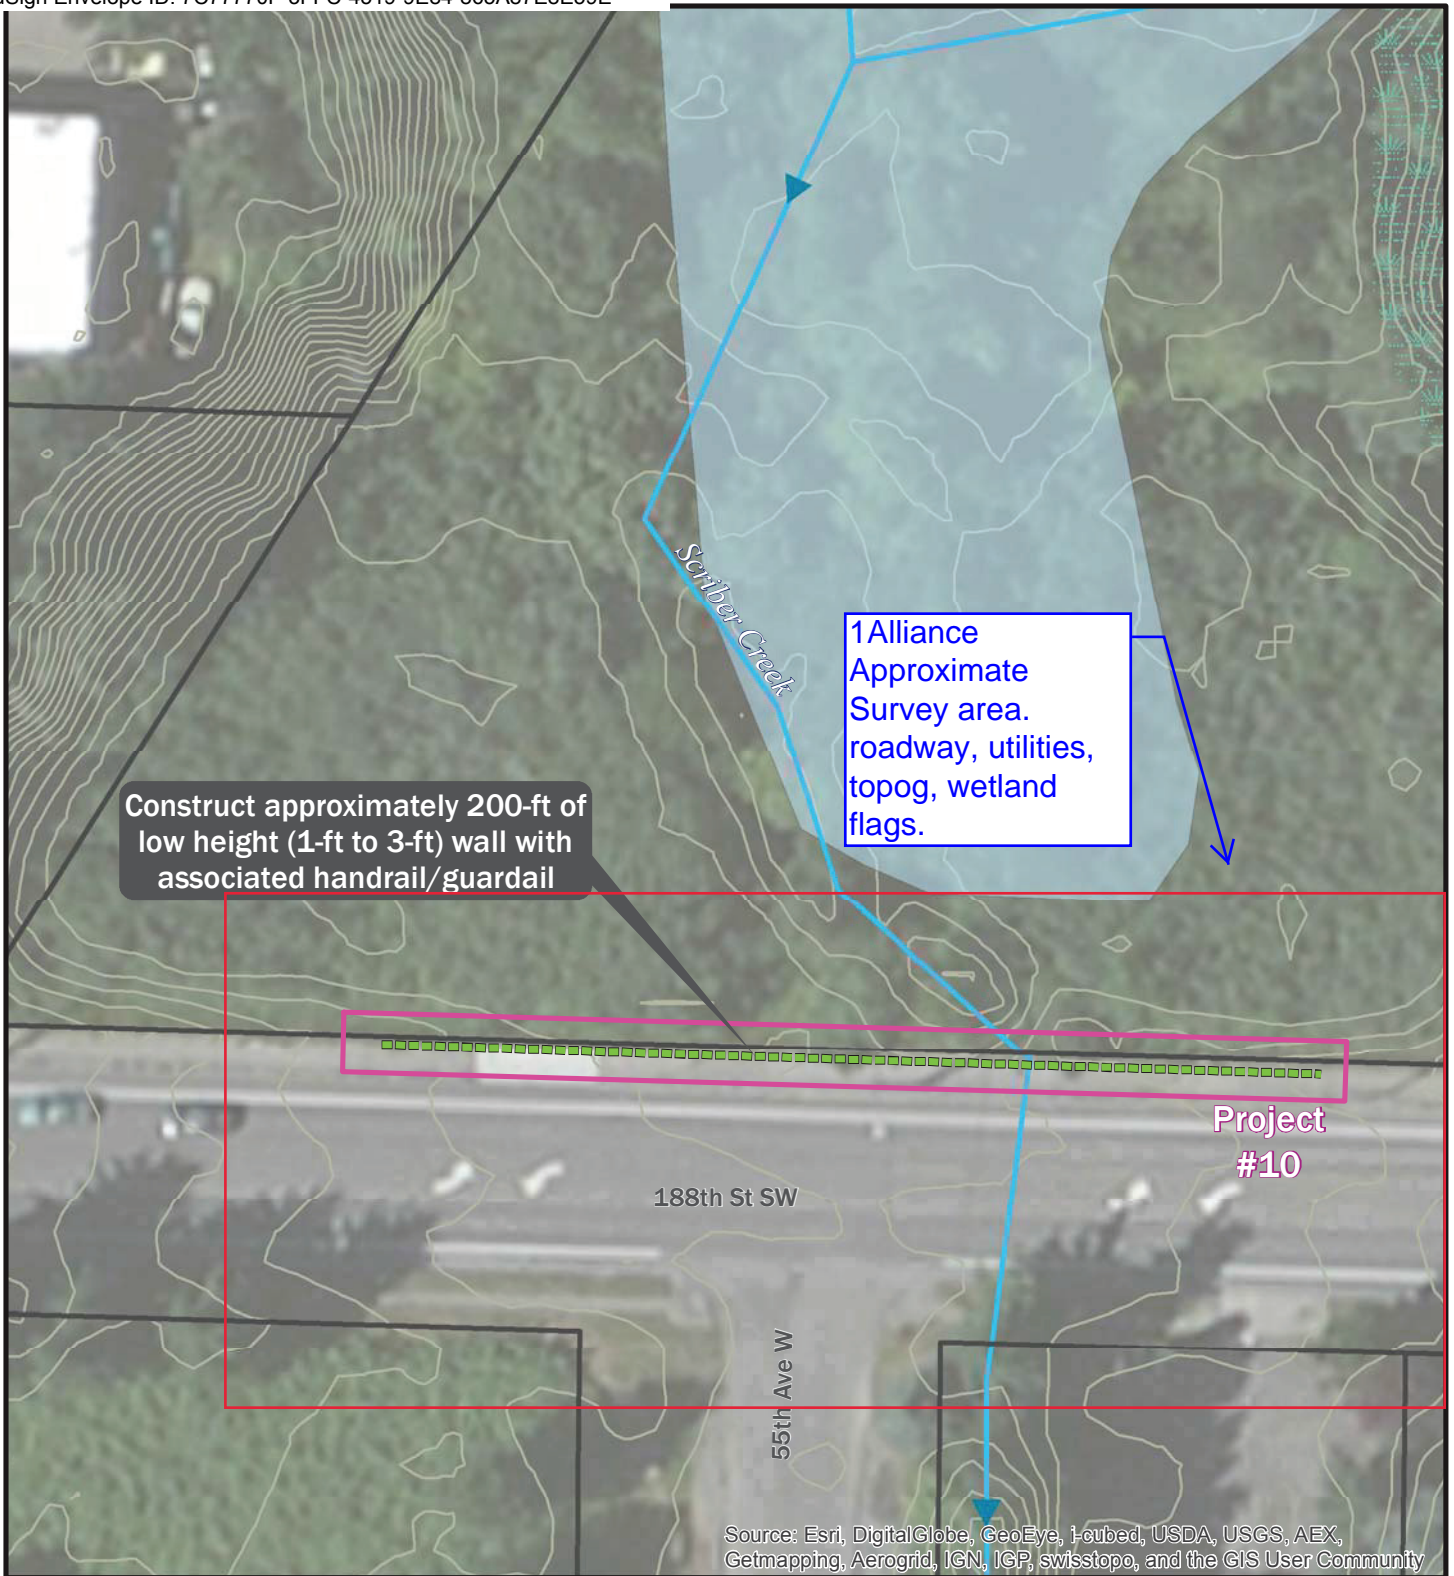 Scriber Creek
1Alliance
Approximate
Survey area.
roadway, utilities,
topog, wetland
flags.
Construct approximately 200-ft of
low height (1-ft to 3-ft) wall with
associated handrail/guardail
Project
#10
188th St SW
55th Ave W
Source: Esri, DigitalGlobe, GeoEye, i-cubed, USDA, USGS, AEX,
Getmapping, Aerogrid, IGN, IGP, swisstopo, and the GIS User Community